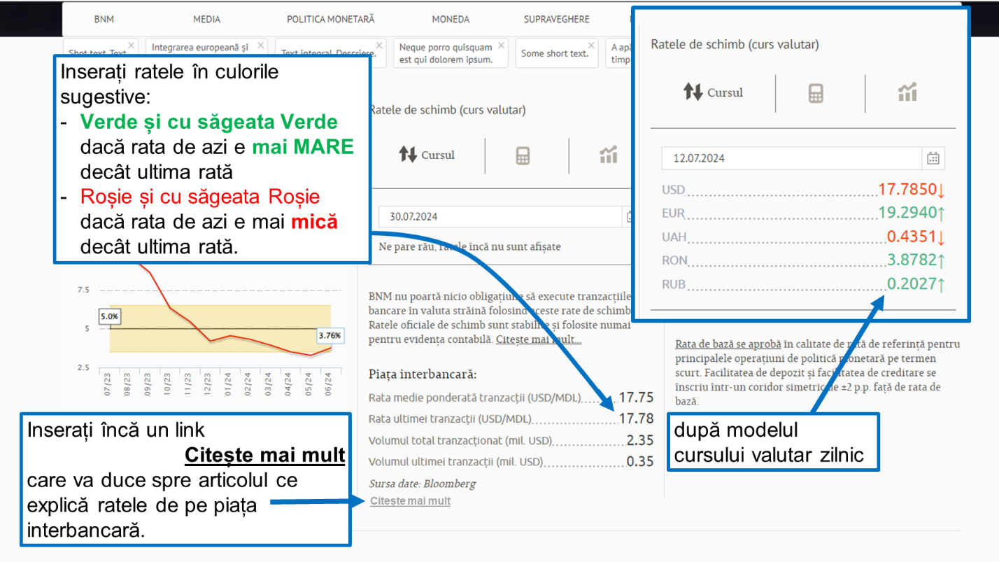 BNM MEDIA POLITICA MONETARĂ MONEDA SUPRAVEGHERE
Shot text. Text
Integrarea europeană și
Text integral. Descriere.
Neque porro quisquam
est qui dolorem ipsum.
Some short text.
A apă
timp
Inserați ratele în culorile
sugestive:
- Verde și cu săgeata Verde
dacă rata de azi e mai MARE
decât ultima rată
- Roșie și cu săgeata Roșie
dacă rata de azi e mai mică
decât ultima rată.
7.5
5
2.5
5.0%
3.76%
07/23 08/23 09/23 10/23 11/23 12/23 01/24 02/24 03/24 04/24 05/24 06/24
Inserați încă un link
Citește mai mult
care va duce spre articolul ce
explică ratele de pe piața
interbancară.
Ratele de schimb (curs valutar)
Cursul
30.07.2024
Ne pare rău, ratele încă nu sunt afișate
BNM nu poartă nicio obligațiune să execute tranzacțiile
bancare în valuta străină folosind aceste rate de schimb
Ratele oficiale de schimb sunt stabilite și folosite numai
pentru evidența contabilă. Citește mai mult...
Piața interbancară:
Rata medie ponderată tranzacții (USD/MDL) 17.75
Rata ultimei tranzacții (USD/MDL) 17.78
Volumul total tranzacționat (mil. USD) 2.35
Volumul ultimei tranzacții (mil. USD) 0.35
Sursa date: Bloomberg
Citește mai mult
Ratele de schimb (curs valutar)
Cursul
12.07.2024
USD 17.7850↓
EUR 19.2940↑
UAH 0.4351↓
RON 3.8782↑
RUB 0.2027↑
Rata de bază se aprobă în calitate de rată de referință pentru
principalele operațiuni de politică monetară pe termen
scurt. Facilitatea de depozit și facilitatea de creditare se
înscriu într-un coridor simetric de ±2 p.p. față de rata de
bază.
după modelul
cursului valutar zilnic